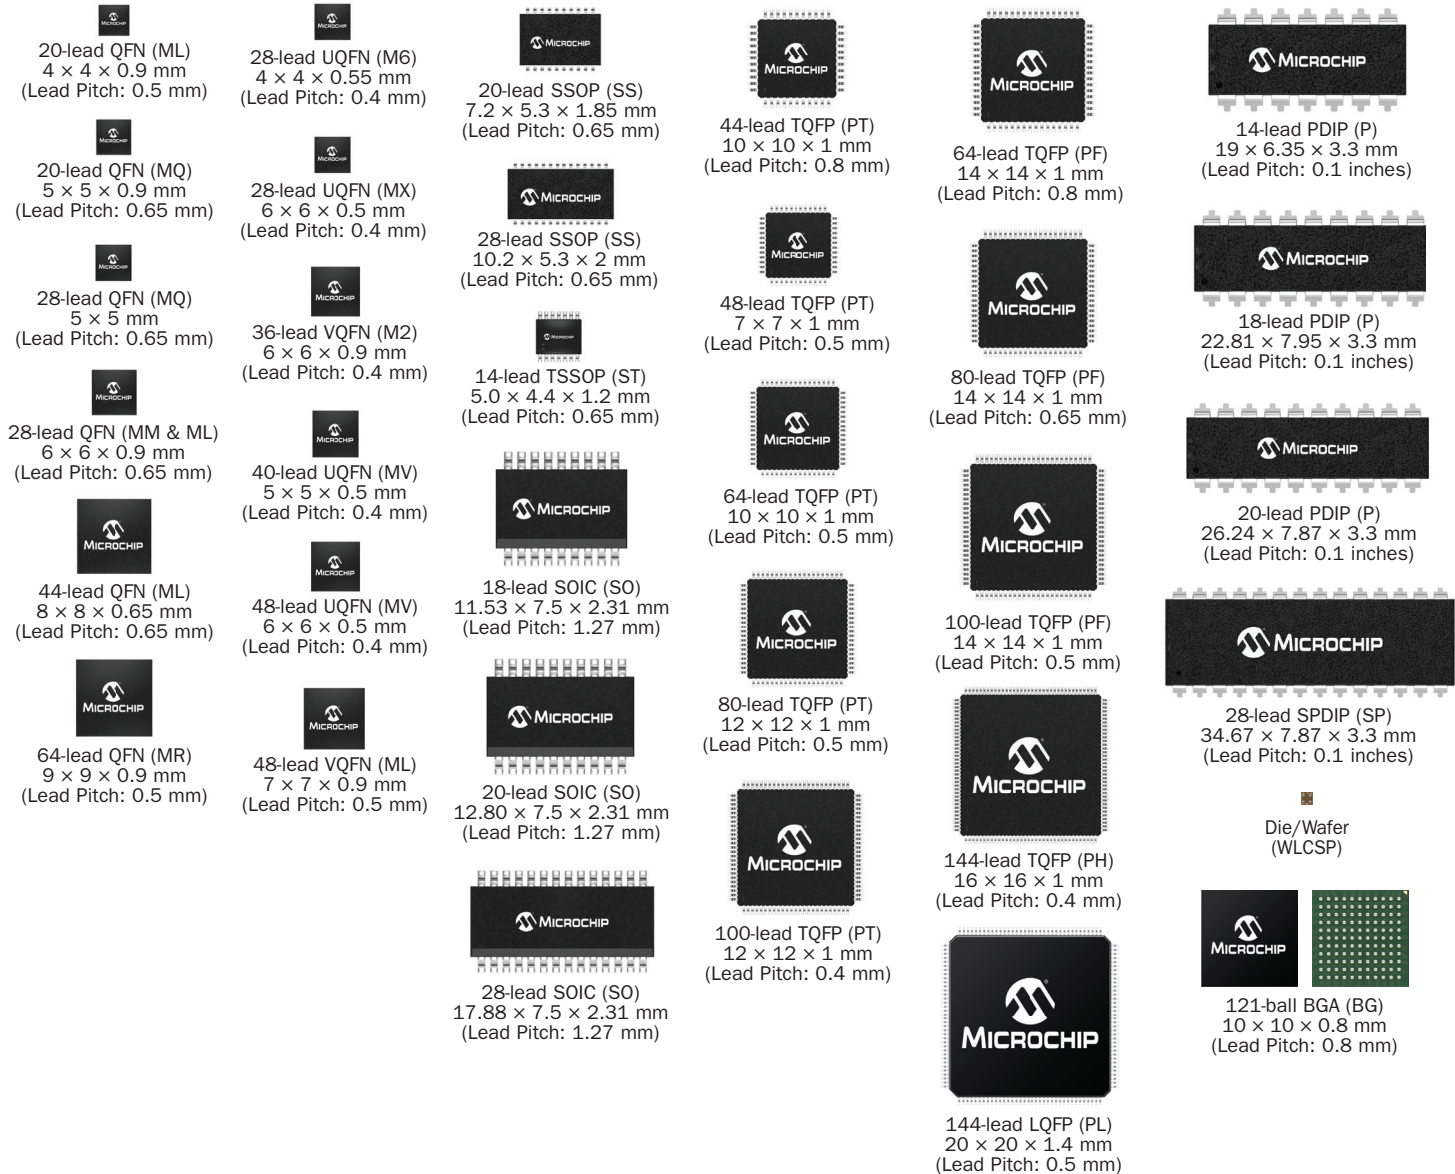 MICROCHIP
20-lead QFN (ML)
4 × 4 × 0.9 mm
(Lead Pitch: 0.5 mm)
MICROCHIP
20-lead QFN (MQ)
5 × 5 × 0.9 mm
(Lead Pitch: 0.65 mm)
MICROCHIP
28-lead QFN (MQ)
5 × 5 mm
(Lead Pitch: 0.65 mm)
MICROCHIP
28-lead QFN (MM & ML)
6 × 6 × 0.9 mm
(Lead Pitch: 0.65 mm)
MICROCHIP
44-lead QFN (ML)
8 × 8 × 0.65 mm
(Lead Pitch: 0.65 mm)
MICROCHIP
64-lead QFN (MR)
9 × 9 × 0.9 mm
(Lead Pitch: 0.5 mm)
MICROCHIP
28-lead UQFN (M6)
4 × 4 × 0.55 mm
(Lead Pitch: 0.4 mm)
MICROCHIP
28-lead UQFN (MX)
6 × 6 × 0.5 mm
(Lead Pitch: 0.4 mm)
MICROCHIP
36-lead VQFN (M2)
6 × 6 × 0.9 mm
(Lead Pitch: 0.4 mm)
MICROCHIP
40-lead UQFN (MV)
5 × 5 × 0.5 mm
(Lead Pitch: 0.4 mm)
MICROCHIP
48-lead UQFN (MV)
6 × 6 × 0.5 mm
(Lead Pitch: 0.4 mm)
MICROCHIP
48-lead VQFN (ML)
7 × 7 × 0.9 mm
(Lead Pitch: 0.5 mm)
MICROCHIP
20-lead SSOP (SS)
7.2 × 5.3 × 1.85 mm
(Lead Pitch: 0.65 mm)
MICROCHIP
28-lead SSOP (SS)
10.2 × 5.3 × 2 mm
(Lead Pitch: 0.65 mm)
MICROCHIP
14-lead TSSOP (ST)
5.0 × 4.4 × 1.2 mm
(Lead Pitch: 0.65 mm)
MICROCHIP
18-lead SOIC (SO)
11.53 × 7.5 × 2.31 mm
(Lead Pitch: 1.27 mm)
MICROCHIP
20-lead SOIC (SO)
12.80 × 7.5 × 2.31 mm
(Lead Pitch: 1.27 mm)
MICROCHIP
28-lead SOIC (SO)
17.88 × 7.5 × 2.31 mm
(Lead Pitch: 1.27 mm)
MICROCHIP
44-lead TQFP (PT)
10 × 10 × 1 mm
(Lead Pitch: 0.8 mm)
MICROCHIP
48-lead TQFP (PT)
7 × 7 × 1 mm
(Lead Pitch: 0.5 mm)
MICROCHIP
64-lead TQFP (PT)
10 × 10 × 1 mm
(Lead Pitch: 0.5 mm)
MICROCHIP
80-lead TQFP (PT)
12 × 12 × 1 mm
(Lead Pitch: 0.5 mm)
MICROCHIP
100-lead TQFP (PT)
12 × 12 × 1 mm
(Lead Pitch: 0.4 mm)
MICROCHIP
64-lead TQFP (PF)
14 × 14 × 1 mm
(Lead Pitch: 0.8 mm)
MICROCHIP
80-lead TQFP (PF)
14 × 14 × 1 mm
(Lead Pitch: 0.65 mm)
MICROCHIP
100-lead TQFP (PF)
14 × 14 × 1 mm
(Lead Pitch: 0.5 mm)
MICROCHIP
144-lead TQFP (PH)
16 × 16 × 1 mm
(Lead Pitch: 0.4 mm)
MICROCHIP
144-lead LQFP (PL)
20 × 20 × 1.4 mm
(Lead Pitch: 0.5 mm)
MICROCHIP
14-lead PDIP (P)
19 × 6.35 × 3.3 mm
(Lead Pitch: 0.1 inches)
MICROCHIP
18-lead PDIP (P)
22.81 × 7.95 × 3.3 mm
(Lead Pitch: 0.1 inches)
MICROCHIP
20-lead PDIP (P)
26.24 × 7.87 × 3.3 mm
(Lead Pitch: 0.1 inches)
MICROCHIP
28-lead SPDIP (SP)
34.67 × 7.87 × 3.3 mm
(Lead Pitch: 0.1 inches)
Die/Wafer
(WLCSP)
MICROCHIP
121-ball BGA (BG)
10 × 10 × 0.8 mm
(Lead Pitch: 0.8 mm)